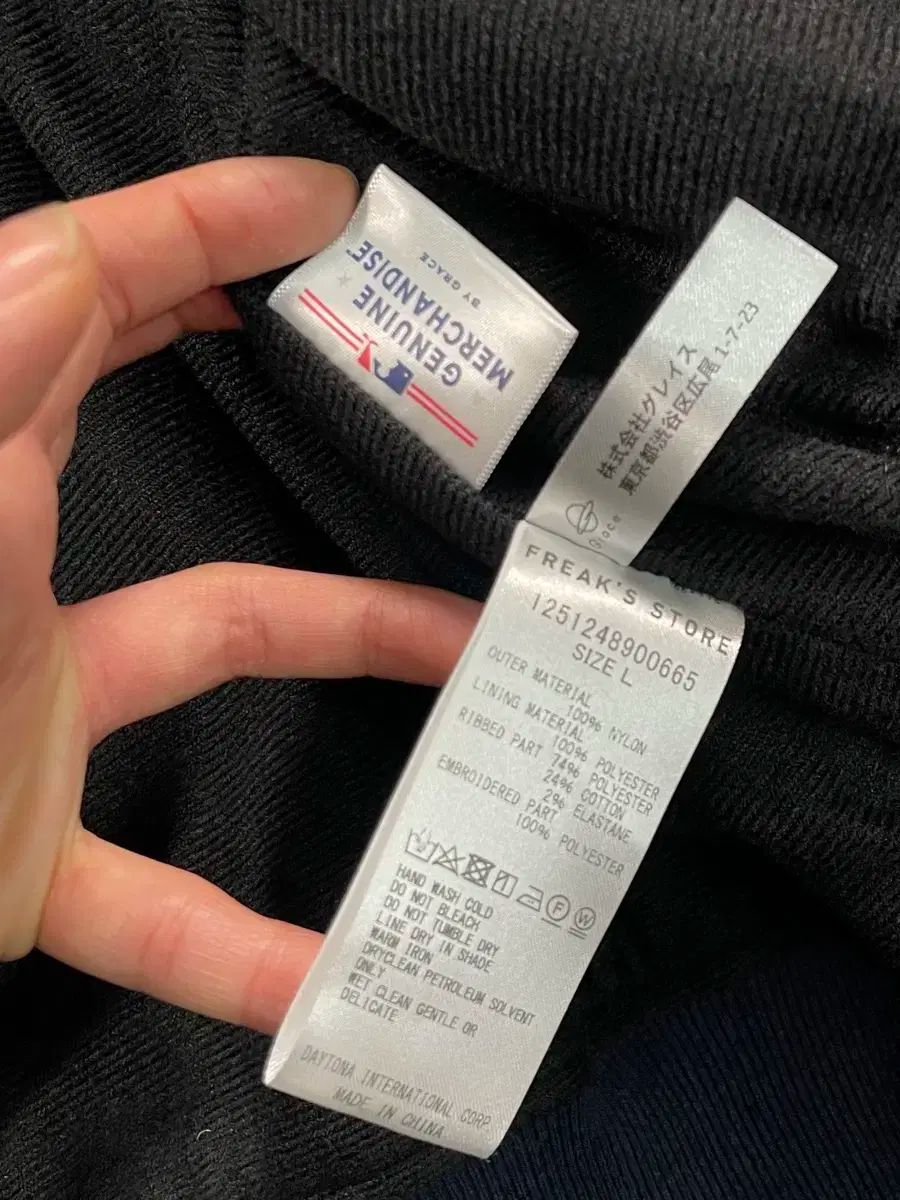 GENUINE
MERCHANDISE™
BY GRACE
株式会社グレイス
東京都渋谷区広尾1-7-23
FREAK'S STORE
1251248900665
SIZE L
OUTER MATERIAL
100% NYLON
LINING MATERIAL
100% POLYESTER
RIBBED PART 74% POLYESTER
24% COTTON
2% ELASTANE
EMBROIDERED PART
100% POLYESTER
F W
HAND WASH COLD
DO NOT BLEACH
DO NOT TUMBLE DRY
LINE DRY IN SHADE
WARM IRON
DRYCLEAN PETROLEUM SOLVENT
ONLY
WET CLEAN GENTLE OR
DELICATE
DAYTONA INTERNATIONAL CORP.
MADE IN CHINA